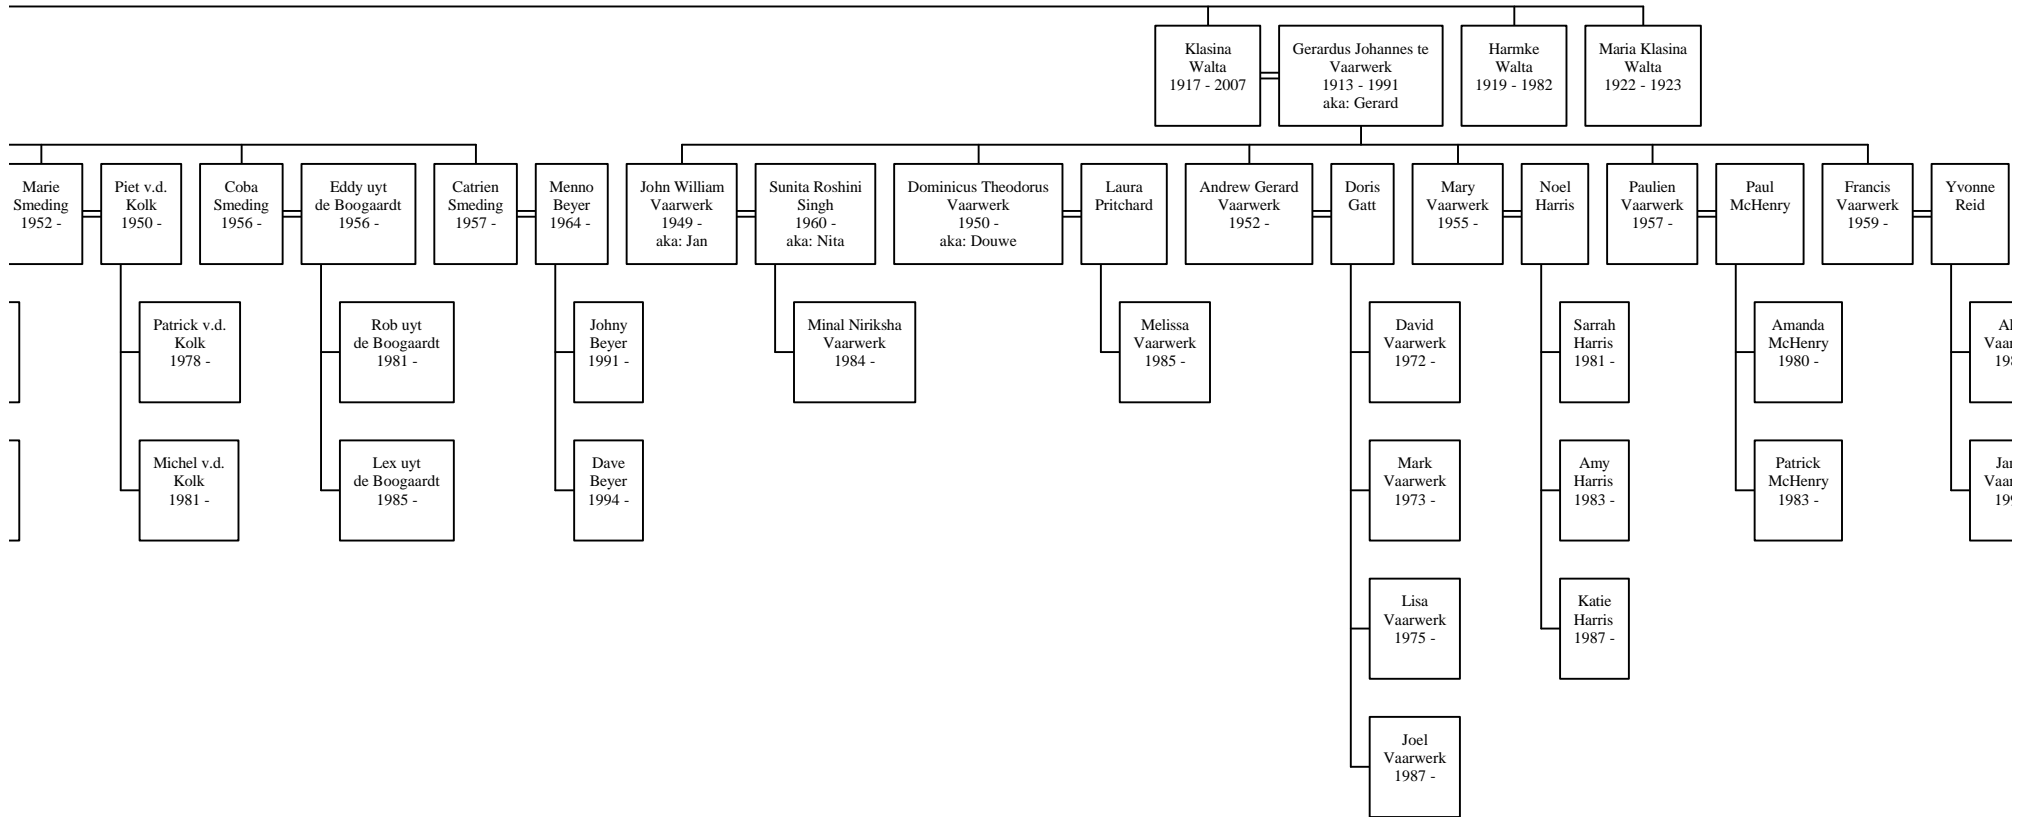 Klasina
Walta
1917 - 2007
Gerardus Johannes te
Vaarwerk
1913 - 1991
aka: Gerard
Harmke
Walta
1919 - 1982
Maria Klasina
Walta
1922 - 1923
Marie
Smeding
1952 -
Piet v.d.
Kolk
1950 -
Coba
Smeding
1956 -
Eddy uyt
de Boogaardt
1956 -
Catrien
Smeding
1957 -
Menno
Beyer
1964 -
John William
Vaarwerk
1949 -
aka: Jan
Sunita Roshini
Singh
1960 -
aka: Nita
Dominicus Theodorus
Vaarwerk
1950 -
aka: Douwe
Laura
Pritchard
Andrew Gerard
Vaarwerk
1952 -
Doris
Gatt
Mary
Vaarwerk
1955 -
Noel
Harris
Paulien
Vaarwerk
1957 -
Paul
McHenry
Francis
Vaarwerk
1959 -
Yvonne
Reid
Patrick v.d.
Kolk
1978 -
Rob uyt
de Boogaardt
1981 -
Johny
Beyer
1991 -
Minal Niriksha
Vaarwerk
1984 -
Melissa
Vaarwerk
1985 -
David
Vaarwerk
1972 -
Sarrah
Harris
1981 -
Amanda
McHenry
1980 -
Michel v.d.
Kolk
1981 -
Lex uyt
de Boogaardt
1985 -
Dave
Beyer
1994 -
Mark
Vaarwerk
1973 -
Amy
Harris
1983 -
Patrick
McHenry
1983 -
Lisa
Vaarwerk
1975 -
Katie
Harris
1987 -
Joel
Vaarwerk
1987 -